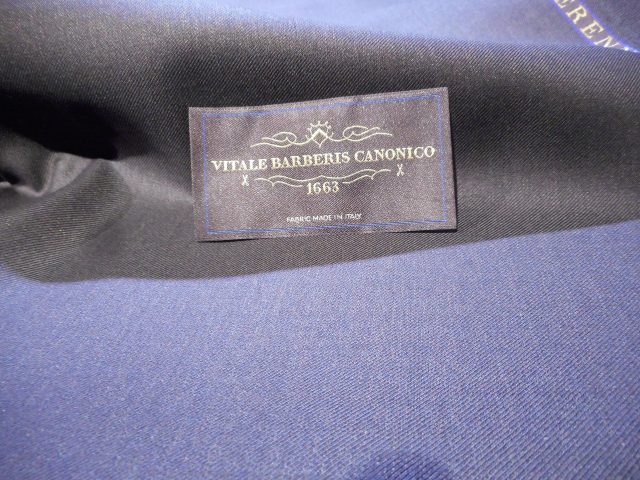 VITALE BARBERIS CANONICO
1663
FABRIC MADE IN ITALY